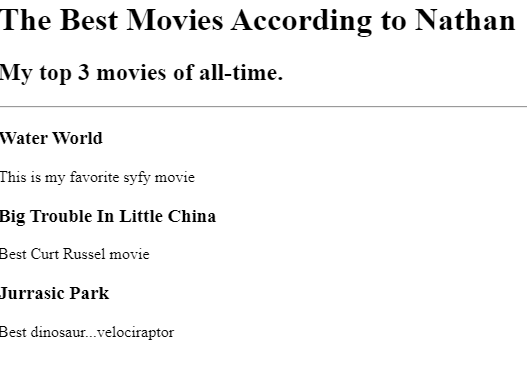 The Best Movies According to Nathan
My top 3 movies of all-time.
Water World
This is my favorite syfy movie
Big Trouble In Little China
Best Curt Russel movie
Jurrasic Park
Best dinosaur...velociraptor